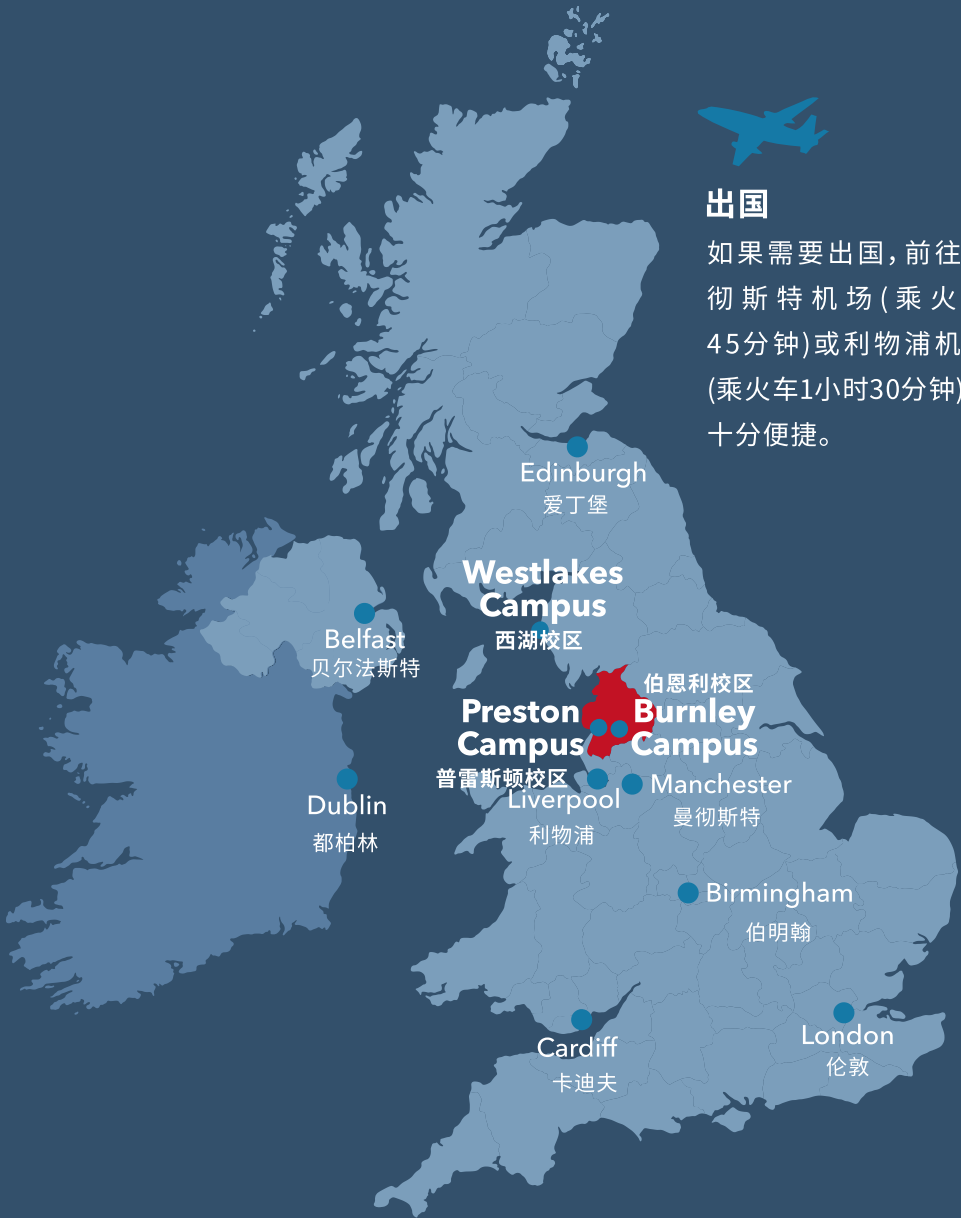 出国
如果需要出国，前往
彻斯特机场(乘火
45分钟)或利物浦机
(乘火车1小时30分钟)
十分便捷。
Edinburgh
爱丁堡
Westlakes
Campus
西湖校区
Belfast
贝尔法斯特
伯恩利校区
Preston
Campus
普雷斯顿校区
Burnley
Campus
Liverpool
利物浦
Manchester
曼彻斯特
Dublin
都柏林
Birmingham
伯明翰
Cardiff
卡迪夫
London
伦敦